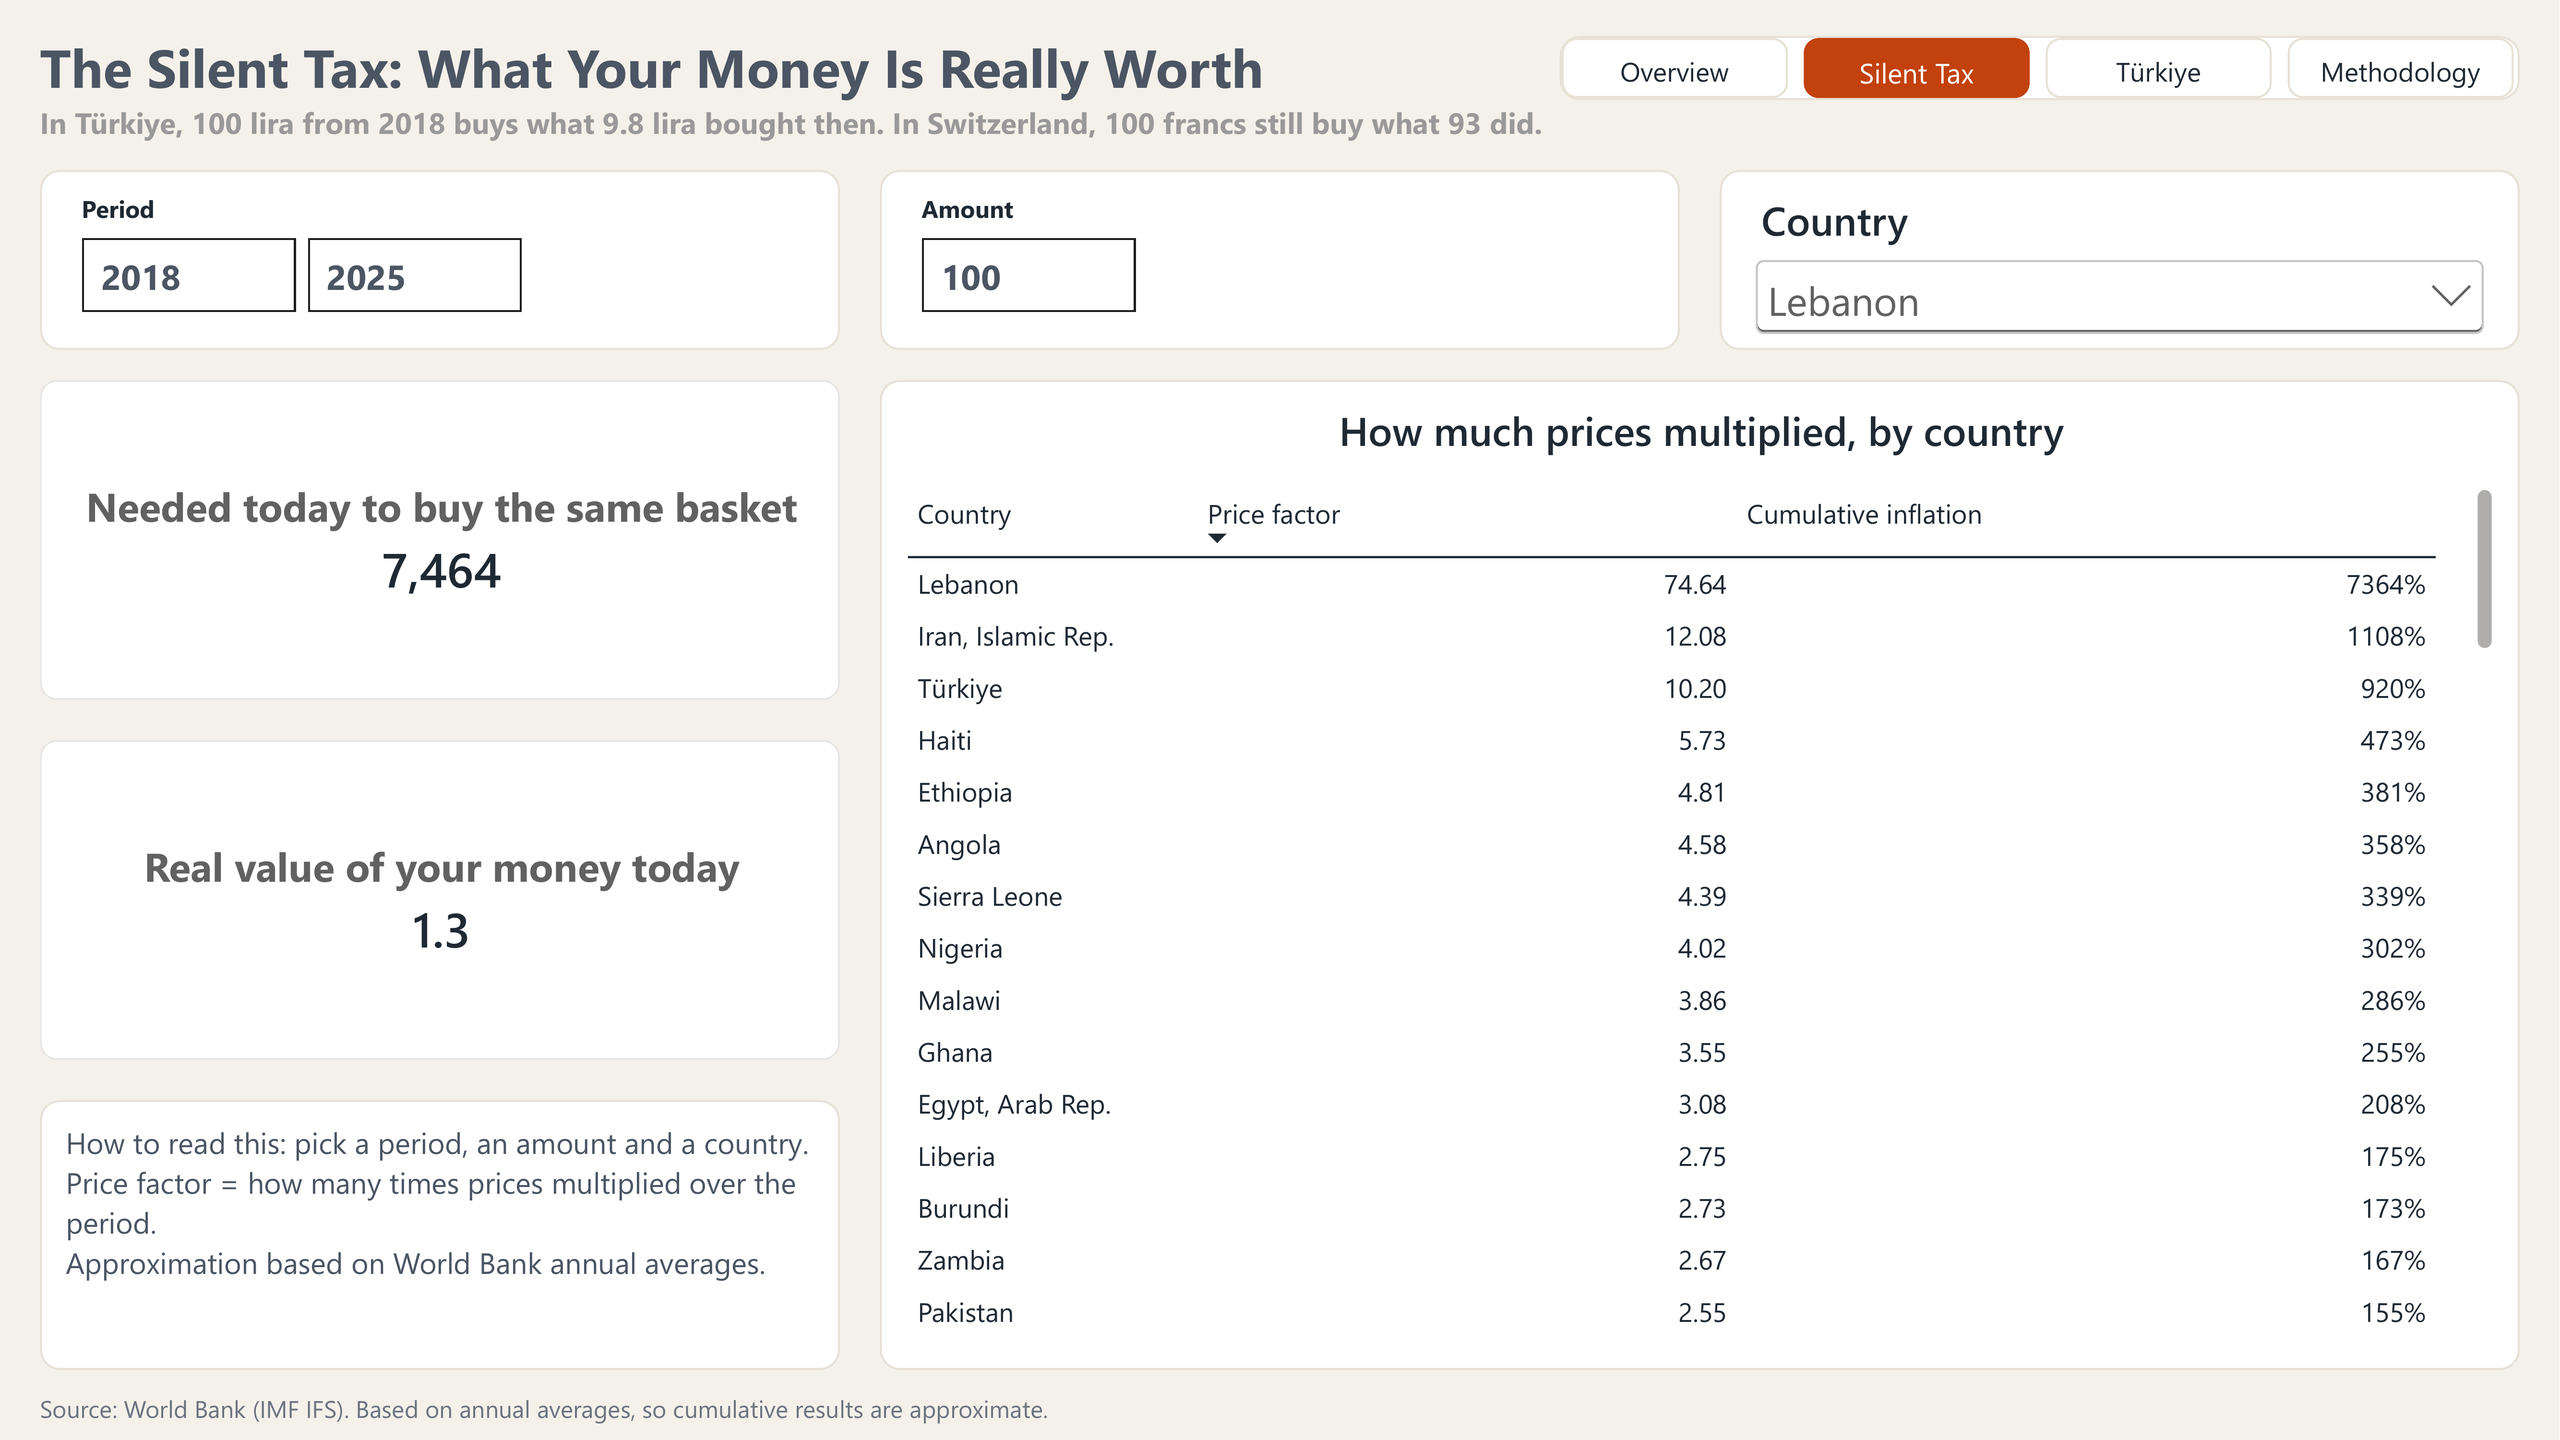 The Silent Tax: What Your Money Is Really Worth
Overview
Silent Tax
Türkiye
Methodology
In Türkiye, 100 lira from 2018 buys what 9.8 lira bought then. In Switzerland, 100 francs still buy what 93 did.
Period
2018 2025
Amount
100
Country
Lebanon
Needed today to buy the same basket
7,464
Real value of your money today
1.3
How to read this: pick a period, an amount and a country.
Price factor = how many times prices multiplied over the
period.
Approximation based on World Bank annual averages.
How much prices multiplied, by country
Country Price factor Cumulative inflation
Lebanon 74.64 7364%
Iran, Islamic Rep. 12.08 1108%
Türkiye 10.20 920%
Haiti 5.73 473%
Ethiopia 4.81 381%
Angola 4.58 358%
Sierra Leone 4.39 339%
Nigeria 4.02 302%
Malawi 3.86 286%
Ghana 3.55 255%
Egypt, Arab Rep. 3.08 208%
Liberia 2.75 175%
Burundi 2.73 173%
Zambia 2.67 167%
Pakistan 2.55 155%
Source: World Bank (IMF IFS). Based on annual averages, so cumulative results are approximate.